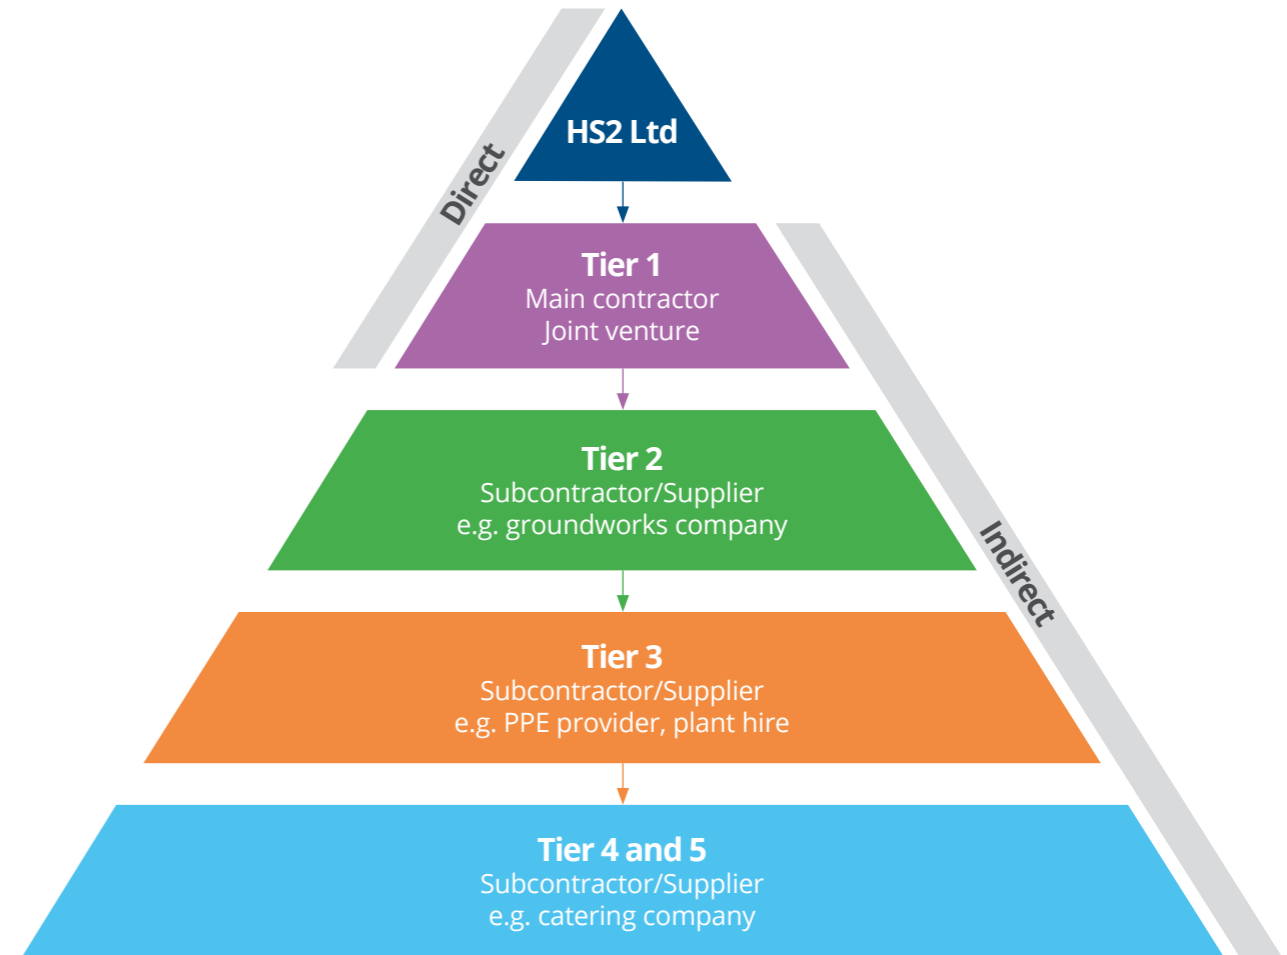 HS2 Ltd
Direct
Tier 1
Main contractor
Joint venture
Tier 2
Subcontractor/Supplier
e.g. groundworks company
Indirect
Tier 3
Subcontractor/Supplier
e.g. PPE provider, plant hire
Tier 4 and 5
Subcontractor/Supplier
e.g. catering company